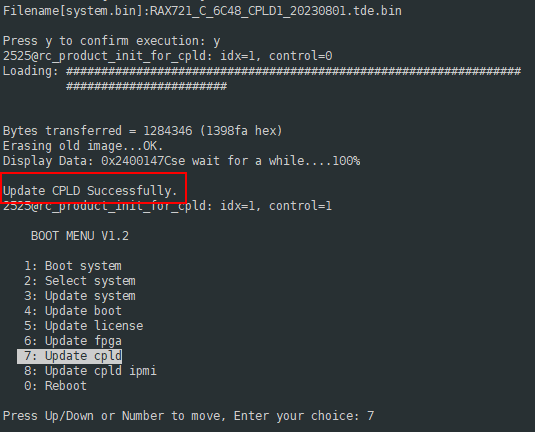 Filename[system.bin]:RAX721_C_6C48_CPLD1_20230801.tde.bin
Press y to confirm execution: y
2525@rc_product_init_for_cpld: idx=1, control=0
Loading: #################################################################
#######################
Bytes transferred = 1284346 (1398fa hex)
Erasing old image...OK.
Display Data: 0x2400147Cse wait for a while....100%
Update CPLD Successfully.
2525@rc_product_init_for_cpld: idx=1, control=1
BOOT MENU V1.2
1: Boot system
2: Select system
3: Update system
4: Update boot
5: Update license
6: Update fpga
7: Update cpld
8: Update cpld ipmi
0: Reboot
Press Up/Down or Number to move, Enter your choice: 7